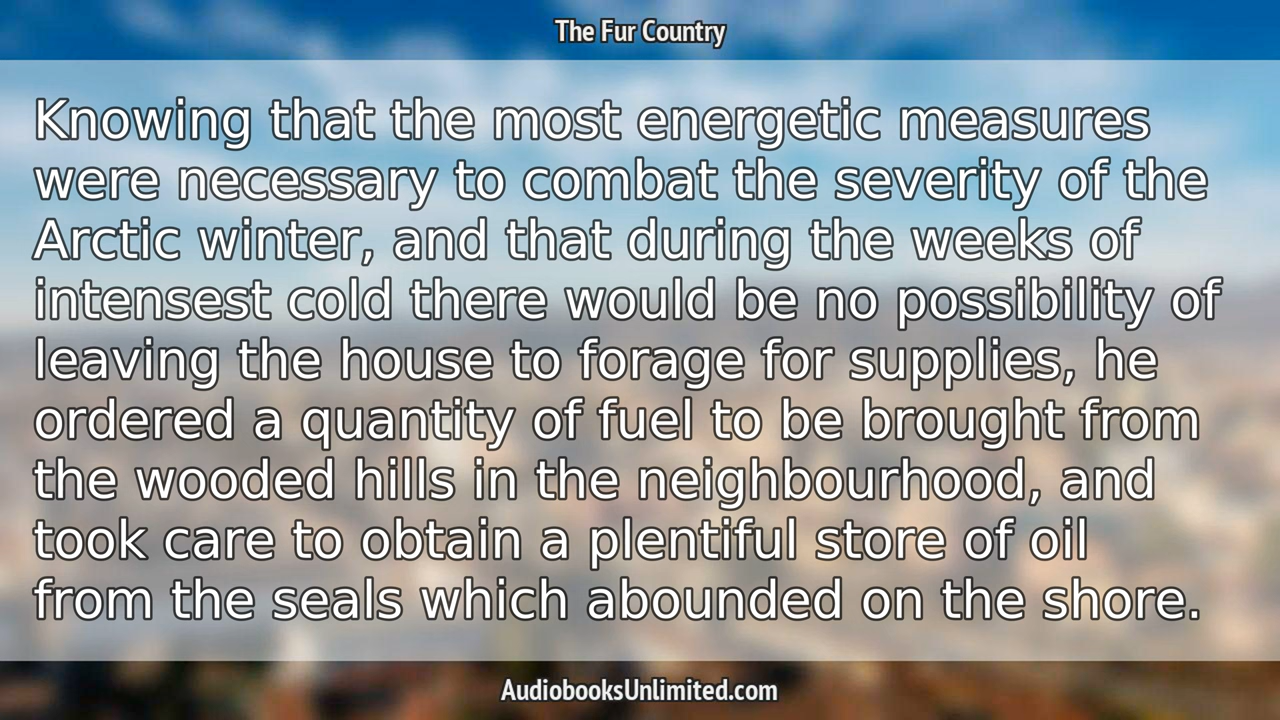 The Fur Country
Knowing that the most energetic measures
were necessary to combat the severity of the
Arctic winter, and that during the weeks of
intensest cold there would be no possibility of
leaving the house to forage for supplies, he
ordered a quantity of fuel to be brought from
the wooded hills in the neighbourhood, and
took care to obtain a plentiful store of oil
from the seals which abounded on the shore.
AudiobooksUnlimited.com